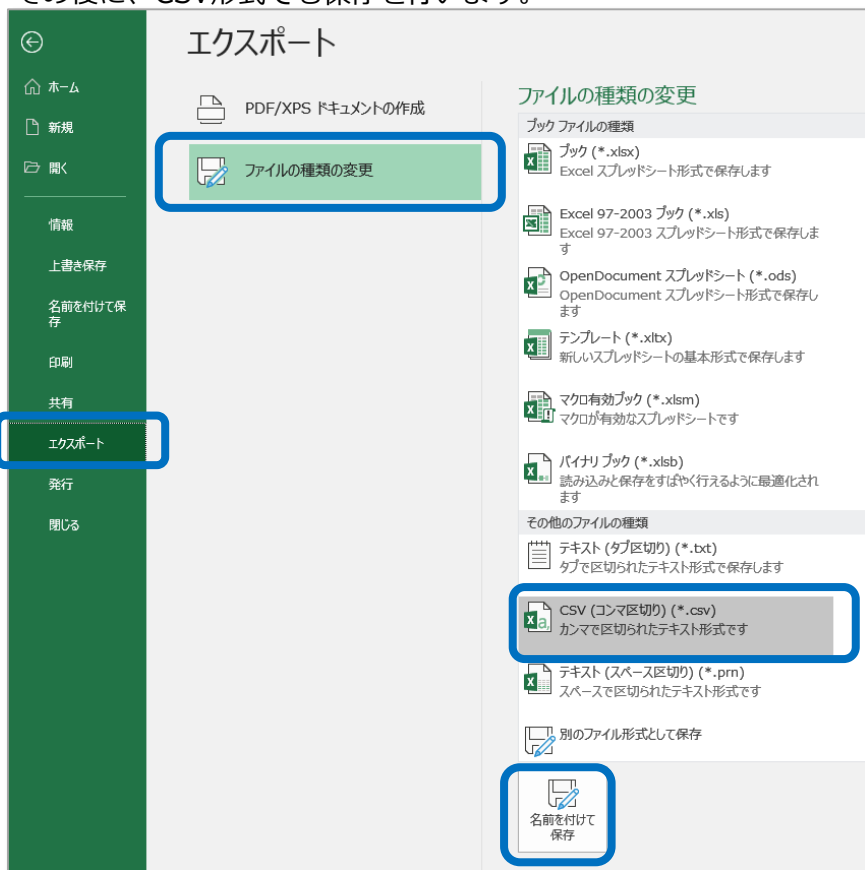 その後に、CSV形式でも保存を行います。
エクスポート
ホーム
新規
開く
情報
上書き保存
名前を付けて保
存
印刷
共有
エクスポート
発行
閉じる
PDF/XPS ドキュメントの作成
ファイルの種類の変更
ファイルの種類の変更
ブック ファイルの種類
ブック (*.xlsx)
Excel スプレッドシート形式で保存します
Excel 97-2003 ブック (*.xls)
Excel 97-2003 スプレッドシート形式で保存しま
す
OpenDocument スプレッドシート (*.ods)
OpenDocument スプレッドシート形式で保存し
ます
テンプレート (*.xltx)
新しいスプレッドシートの基本形式で保存します
マクロ有効ブック (*.xlsm)
マクロが有効なスプレッドシートです
バイナリ ブック (*.xlsb)
読み込みと保存をすばやく行えるように最適化され
ます
その他のファイルの種類
テキスト (タブ区切り) (*.txt)
タブで区切られたテキスト形式で保存します
CSV (コンマ区切り) (*.csv)
カンマで区切られたテキスト形式です
テキスト (スペース区切り) (*.prn)
スペースで区切られたテキスト形式です
別のファイル形式として保存
名前を付けて
保存